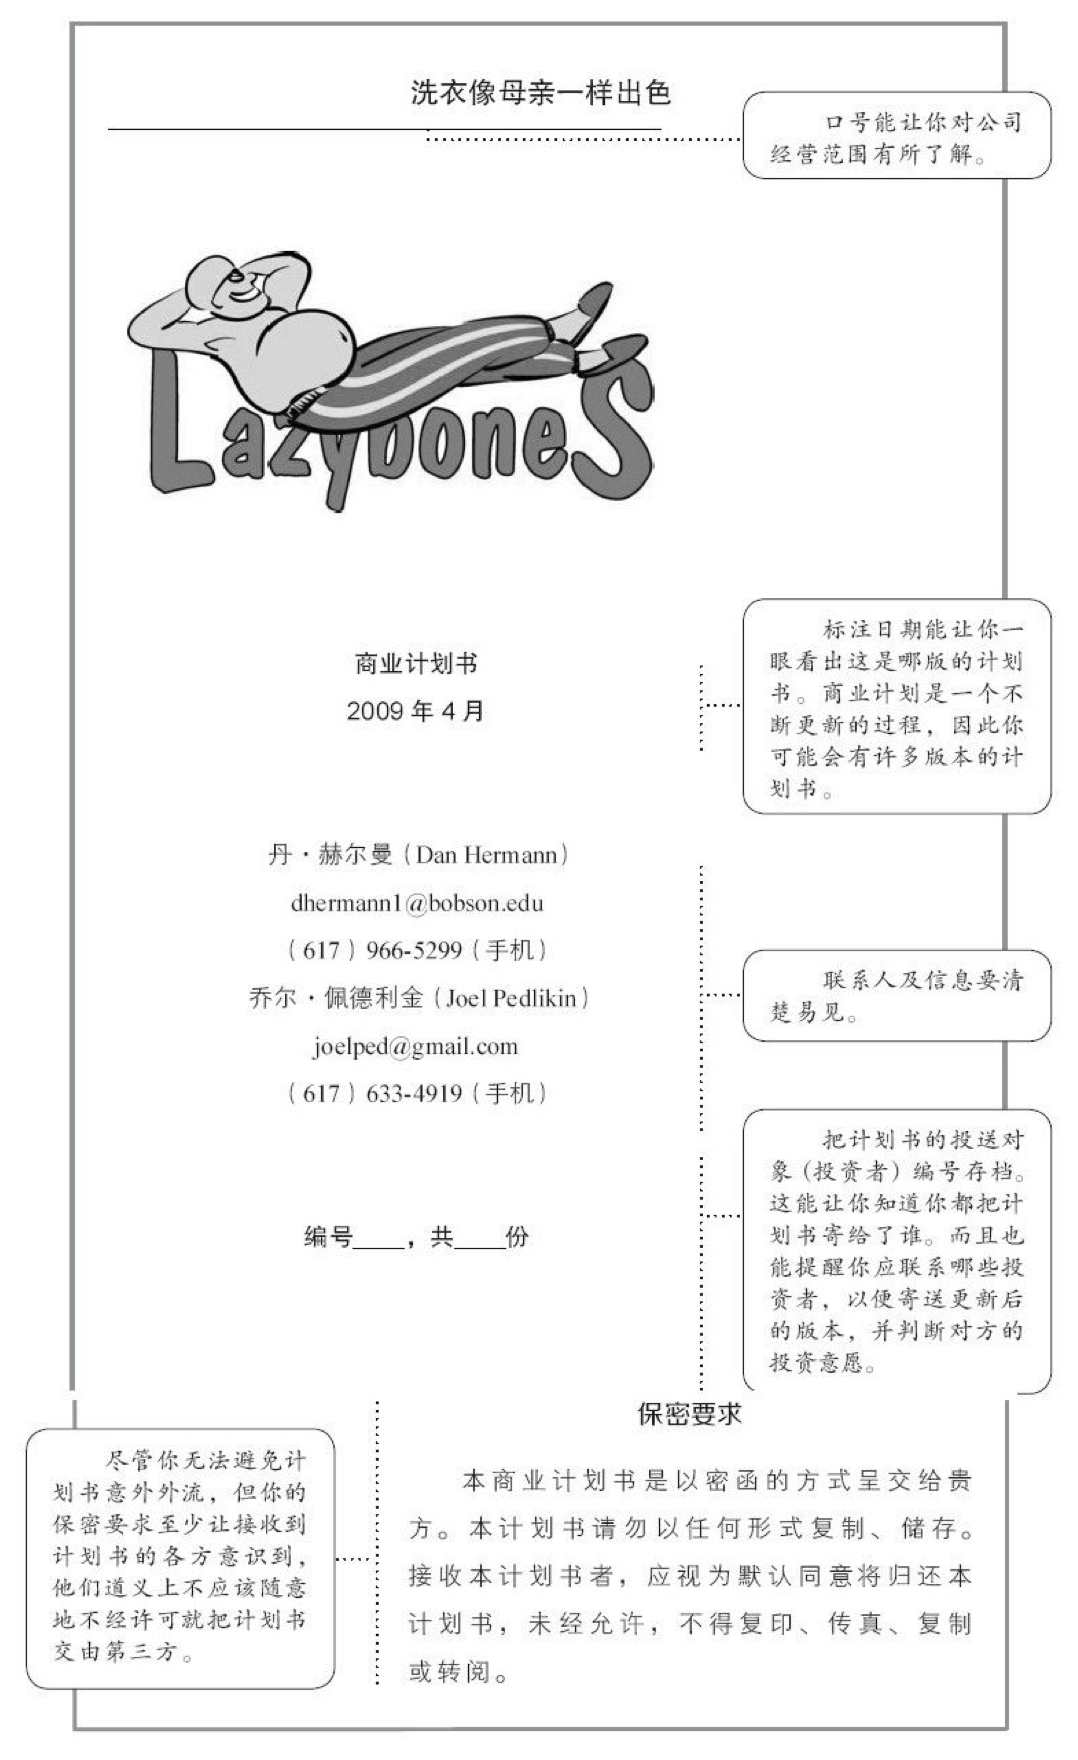 洗衣像母亲一样出色
口号能让你对公司
经营范围有所了解。
LazyboneS
商业计划书
2009 年 4 月
标注日期能让你一
眼看出这是哪版的计划
书。商业计划是一个不
断更新的过程，因此你
可能会有许多版本的计
划书。
丹·赫尔曼（Dan Hermann）
dhermann1@bobson.edu
（617）966-5299（手机）
乔尔·佩德利金（Joel Pedlikin）
joelped@gmail.com
（617）633-4919（手机）
联系人及信息要清
楚易见。
编号____，共____份
把计划书的投送对
象（投资者）编号存档。
这能让你知道你都把计
划书寄给了谁。而且也
能提醒你应联系哪些投
资者，以便寄送更新后
的版本，并判断对方的
投资意愿。
尽管你无法避免计
划书意外外流，但你的
保密要求至少让接收到
计划书的各方意识到，
他们道义上不应该随意
地不经许可就把计划书
交由第三方。
保密要求
本商业计划书是以密函的方式呈交给贵
方。本计划书请勿以任何形式复制、储存。
接收本计划书者，应视为默认同意将归还本
计划书，未经允许，不得复印、传真、复制
或转阅。